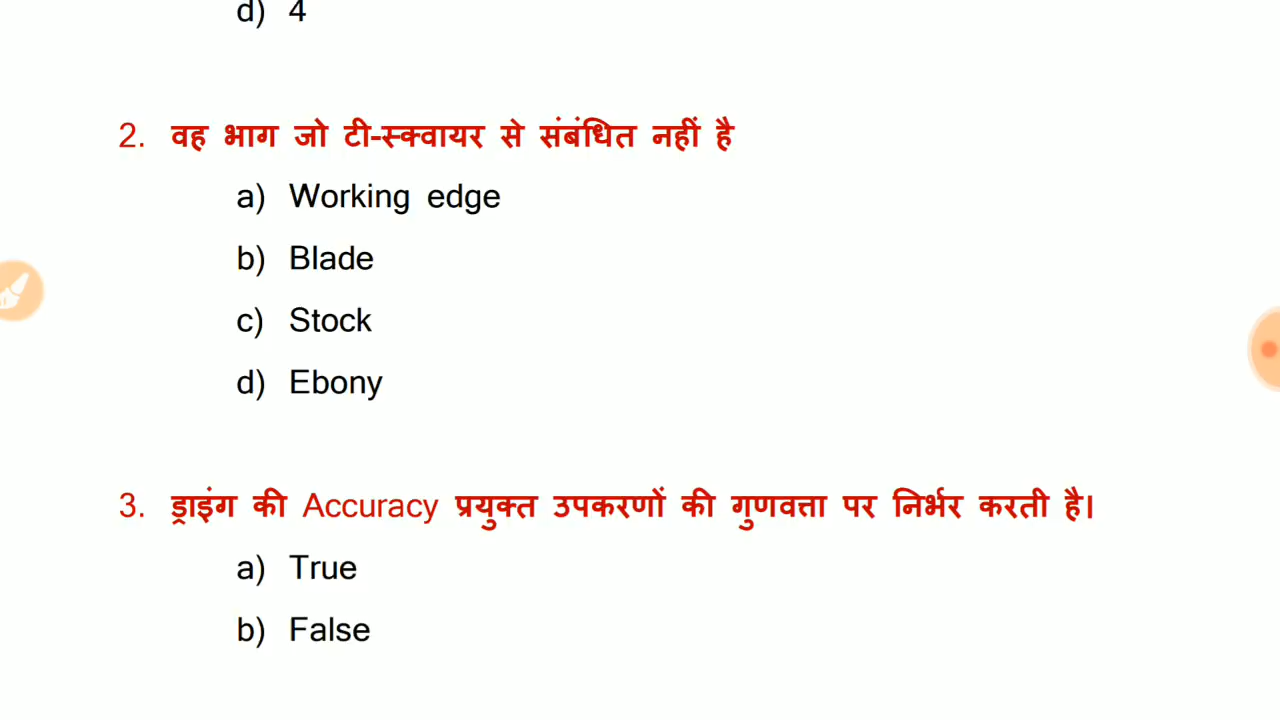 d) 4
2. वह भाग जो टी-स्क्वायर से संबंधित नहीं है
a) Working edge
b) Blade
c) Stock
d) Ebony
3. ड्राइंग की Accuracy प्रयुक्त उपकरणों की गुणवत्ता पर निर्भर करती है।
a) True
b) False